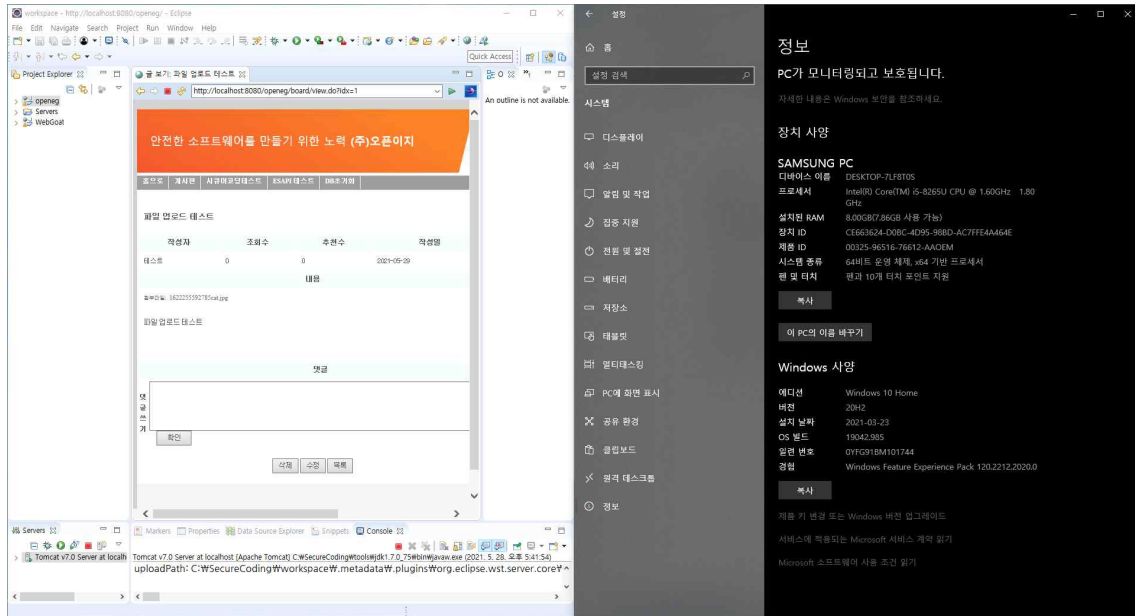 workspace - http://localhost:8080/openeg/ - Eclipse
File Edit Navigate Search Project Run Window Help
Quick Access
Project Explorer
openeg
Servers
WebGoat
글 보기: 파일 업로드 테스트
http://localhost:8080/openeg/board/view.do?idx=1
안전한 소프트웨어를 만들기 위한 노력 (주)오픈이지
홈으로 게시판 시큐어코딩테스트 ESAPI테스트 DB초기화
파일 업로드 테스트
작성자 조회수 추천수 작성일
테스트 0 0 2021-05-29
내용
첨부파일: 1622255592785cat.jpg
파일 업로드 테스트
댓글
댓글쓰기
확인
삭제 수정 목록
An outline is not available.
Servers
Tomcat v7.0 Server at localh
Markers Properties Data Source Explorer Snippets Console
Tomcat v7.0 Server at localhost [Apache Tomcat] C:₩SecureCoding₩tools₩jdk1.7.0_75₩bin₩javaw.exe (2021. 5. 28. 오후 5:41:54)
uploadPath: C:₩SecureCoding₩workspace₩.metadata₩.plugins₩org.eclipse.wst.server.core₩
설정
홈
설정 검색
시스템
디스플레이
소리
알림 및 작업
집중 지원
전원 및 절전
배터리
저장소
태블릿
멀티태스킹
PC에 화면 표시
공유 환경
클립보드
원격 데스크톱
정보
정보
PC가 모니터링되고 보호됩니다.
자세한 내용은 Windows 보안을 참조하세요.
장치 사양
SAMSUNG PC
디바이스 이름 DESKTOP-7LF8T0S
프로세서 Intel(R) Core(TM) i5-8265U CPU @ 1.60GHz 1.80
GHz
설치된 RAM 8.00GB(7.86GB 사용 가능)
장치 ID CE663624-D0BC-4D95-98BD-AC7FFE4A464E
제품 ID 00325-96516-76612-AAOEM
시스템 종류 64비트 운영 체제, x64 기반 프로세서
펜 및 터치 펜과 10개 터치 포인트 지원
복사
이 PC의 이름 바꾸기
Windows 사양
에디션 Windows 10 Home
버전 20H2
설치 날짜 2021-03-23
OS 빌드 19042.985
일련 번호 0YFG91BM101744
경험 Windows Feature Experience Pack 120.2212.2020.0
복사
제품 키 변경 또는 Windows 버전 업그레이드
서비스에 적용되는 Microsoft 서비스 계약 읽기
Microsoft 소프트웨어 사용 조건 읽기